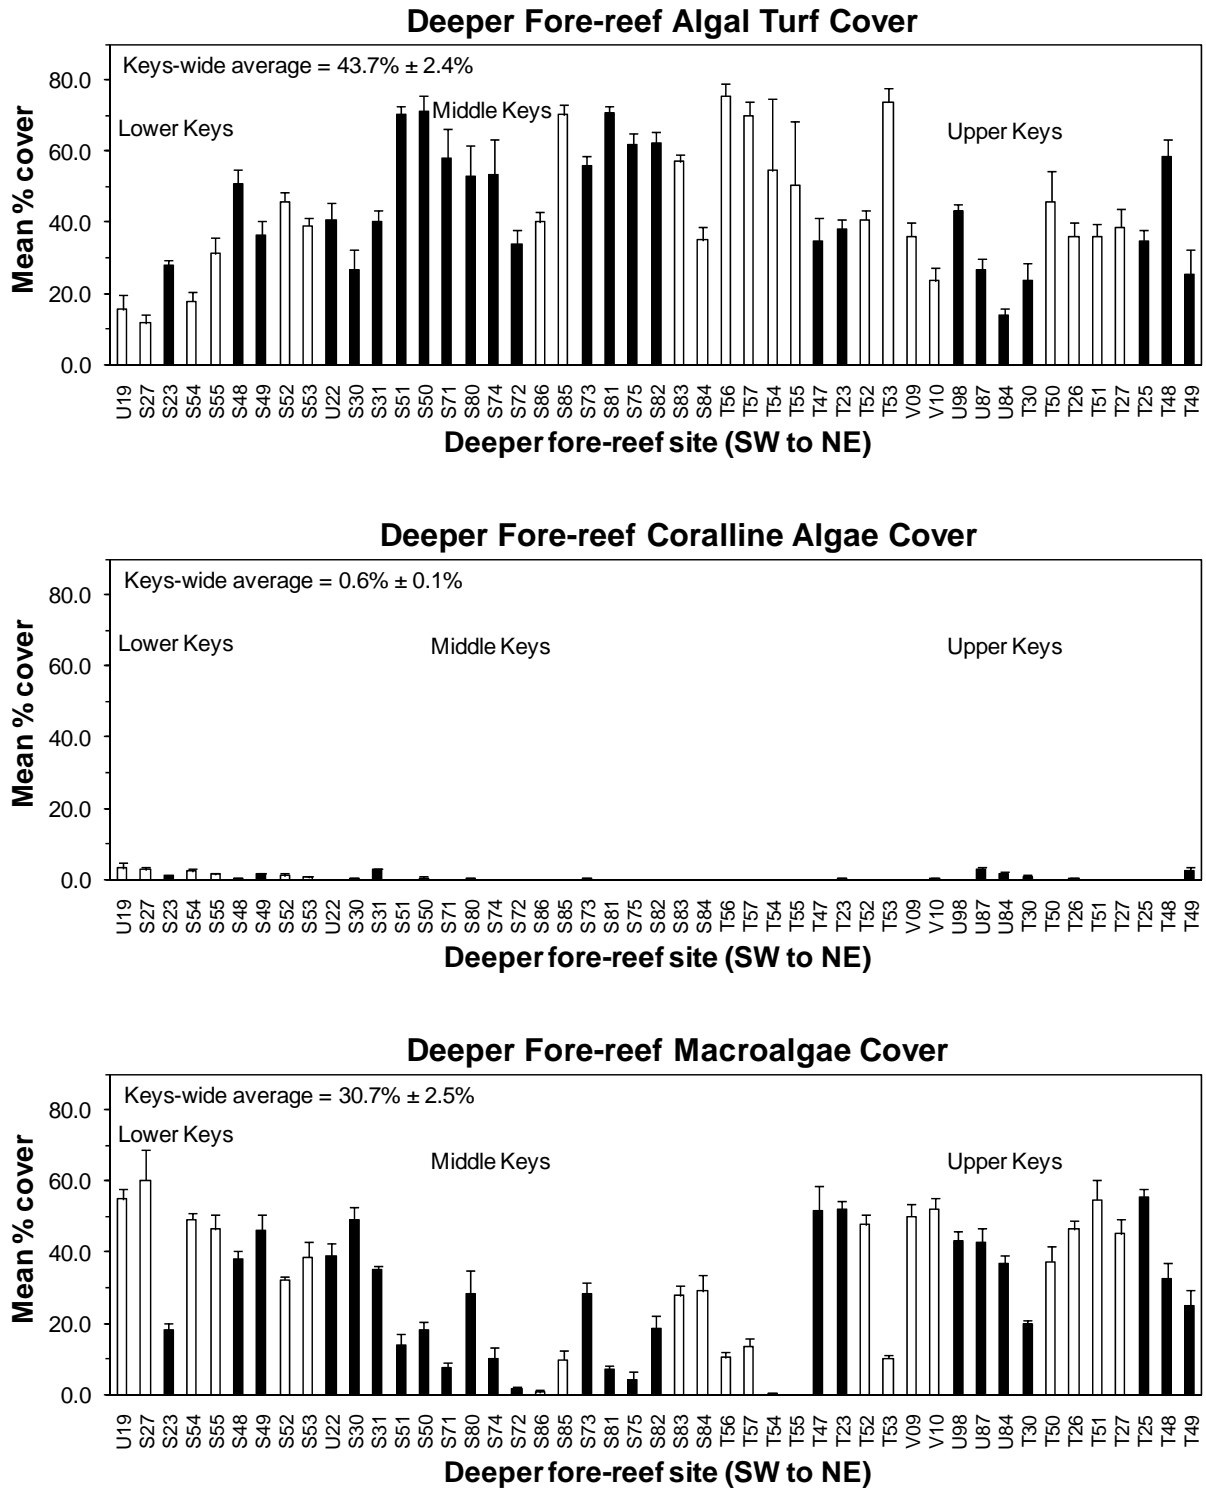 Deeper Fore-reef Algal Turf Cover
Keys-wide average = 43.7% ± 2.4%
Lower Keys
Middle Keys
Upper Keys
Mean % cover
80.0
60.0
40.0
20.0
0.0
U19 S27 S23 S54 S55 S48 S49 S52 S53 U22 S30 S31 S51 S50 S71 S80 S74 S72 S86 S85 S73 S81 S75 S82 S83 S84 T56 T57 T54 T55 T47 T23 T52 T53 V09 V10 U98 U87 U84 T30 T50 T26 T51 T27 T25 T48 T49
Deeper fore-reef site (SW to NE)
Deeper Fore-reef Coralline Algae Cover
Keys-wide average = 0.6% ± 0.1%
Lower Keys
Middle Keys
Upper Keys
Mean % cover
80.0
60.0
40.0
20.0
0.0
U19 S27 S23 S54 S55 S48 S49 S52 S53 U22 S30 S31 S51 S50 S71 S80 S74 S72 S86 S85 S73 S81 S75 S82 S83 S84 T56 T57 T54 T55 T47 T23 T52 T53 V09 V10 U98 U87 U84 T30 T50 T26 T51 T27 T25 T48 T49
Deeper fore-reef site (SW to NE)
Deeper Fore-reef Macroalgae Cover
Keys-wide average = 30.7% ± 2.5%
Lower Keys
Middle Keys
Upper Keys
Mean % cover
80.0
60.0
40.0
20.0
0.0
U19 S27 S23 S54 S55 S48 S49 S52 S53 U22 S30 S31 S51 S50 S71 S80 S74 S72 S86 S85 S73 S81 S75 S82 S83 S84 T56 T57 T54 T55 T47 T23 T52 T53 V09 V10 U98 U87 U84 T30 T50 T26 T51 T27 T25 T48 T49
Deeper fore-reef site (SW to NE)